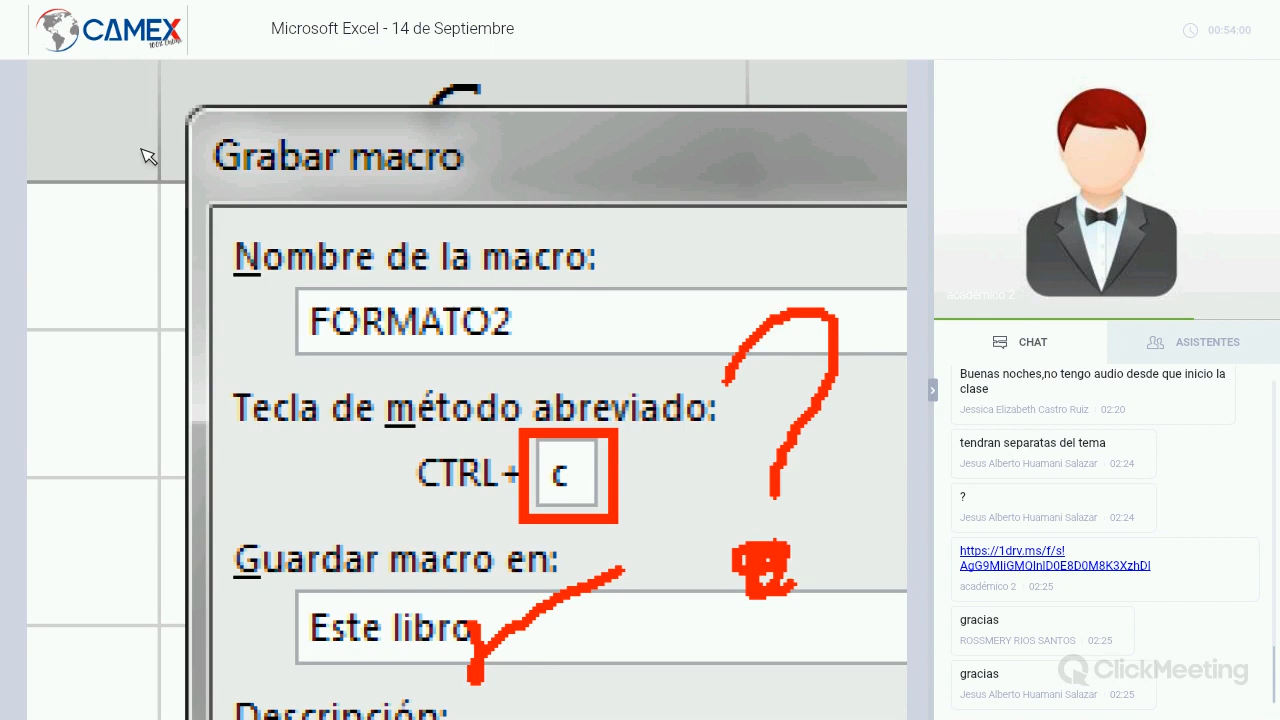 CAMEX
100% Online
Microsoft Excel - 14 de Septiembre
00:54:00
Grabar macro
Nombre de la macro:
FORMATO2
Tecla de método abreviado:
CTRL+ c
Guardar macro en:
Este libro
Descripción:
?
académico 2
CHAT
ASISTENTES
Buenas noches,no tengo audio desde que inicio la
clase
Jessica Elizabeth Castro Ruiz 02:20
tendran separatas del tema
Jesus Alberto Huamani Salazar 02:24
?
Jesus Alberto Huamani Salazar 02:24
https://1drv.ms/f/s!
AgG9MIiGMQInlD0E8D0M8K3XzhDI
académico 2 02:25
gracias
ROSSMERY RIOS SANTOS 02:25
gracias
Jesus Alberto Huamani Salazar 02:25
ClickMeeting